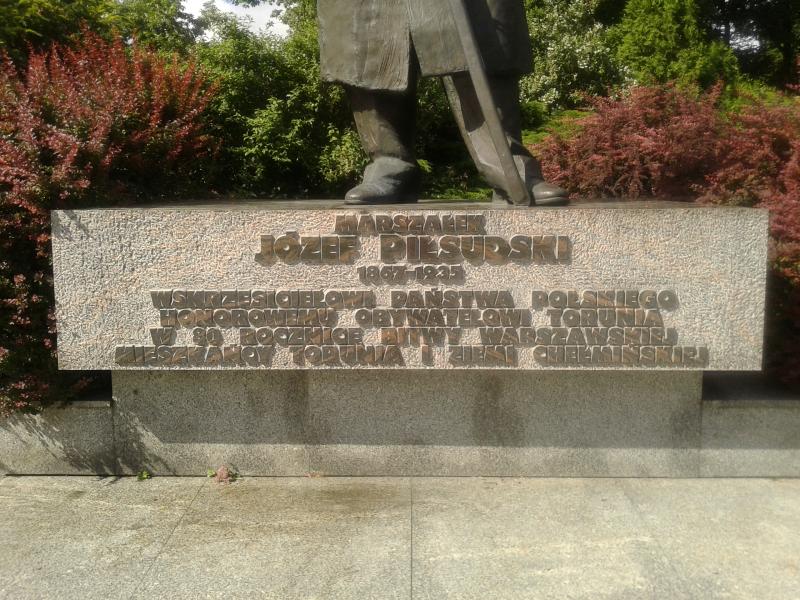 MARSZAŁEK
JÓZEF PIŁSUDSKI
1867-1935
WSKRZESICIELOWI PAŃSTWA POLSKIEGO
HONOROWEMU OBYWATELOWI TORUNIA
W 80 ROCZNICĘ BITWY WARSZAWSKIEJ
MIESZKAŃCY TORUNIA I ZIEMI CHEŁMIŃSKIEJ